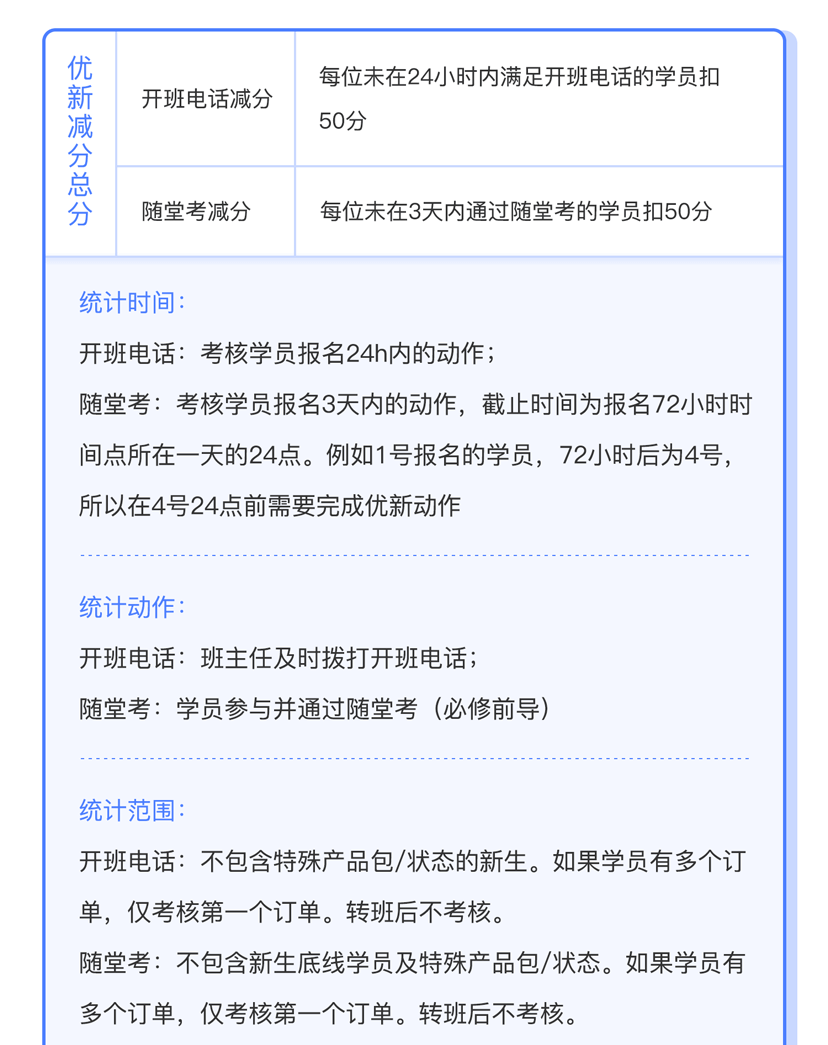 优新减分总分
开班电话减分
每位未在24小时内满足开班电话的学员扣
50分
随堂考减分
每位未在3天内通过随堂考的学员扣50分
统计时间：
开班电话：考核学员报名24h内的动作；
随堂考：考核学员报名3天内的动作，截止时间为报名72小时时
间点所在一天的24点。例如1号报名的学员，72小时后为4号，
所以在4号24点前需要完成优新动作
统计动作：
开班电话：班主任及时拨打开班电话；
随堂考：学员参与并通过随堂考（必修前导）
统计范围：
开班电话：不包含特殊产品包/状态的新生。如果学员有多个订
单，仅考核第一个订单。转班后不考核。
随堂考：不包含新生底线学员及特殊产品包/状态。如果学员有
多个订单，仅考核第一个订单。转班后不考核。